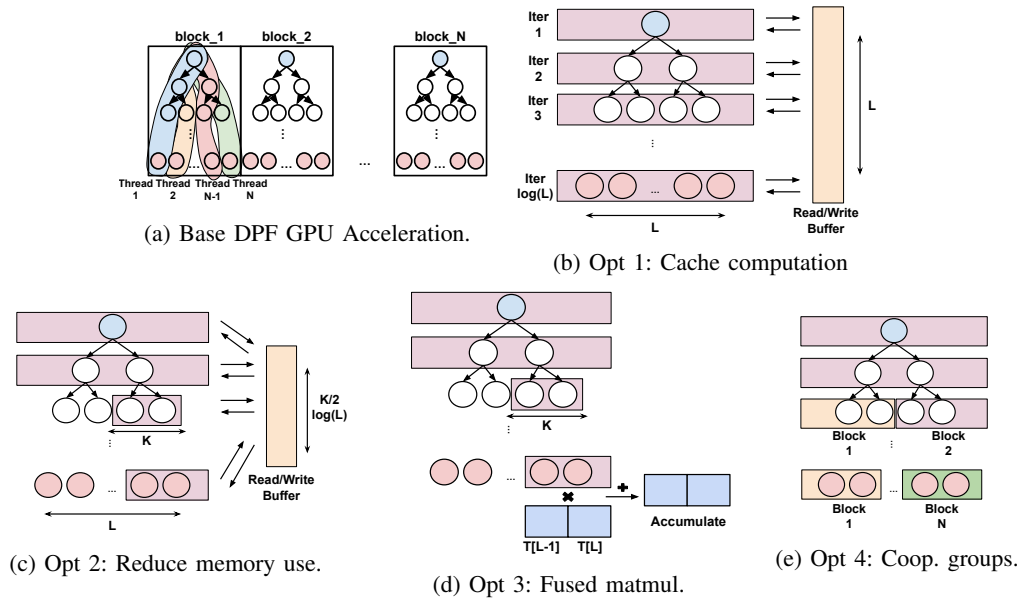 block_1 block_2 block_N
...
Thread 1
Thread 2
Thread N-1
Thread N
(a) Base DPF GPU Acceleration.
Iter 1
Iter 2
Iter 3
...
Iter log(L)
...
L
L
Read/Write Buffer
(b) Opt 1: Cache computation
K
...
...
L
K/2 log(L)
Read/Write Buffer
(c) Opt 2: Reduce memory use.
K
...
...
T[L-1] T[L]
Accumulate
(d) Opt 3: Fused matmul.
Block 1
Block 2
...
...
Block 1
Block N
(e) Opt 4: Coop. groups.